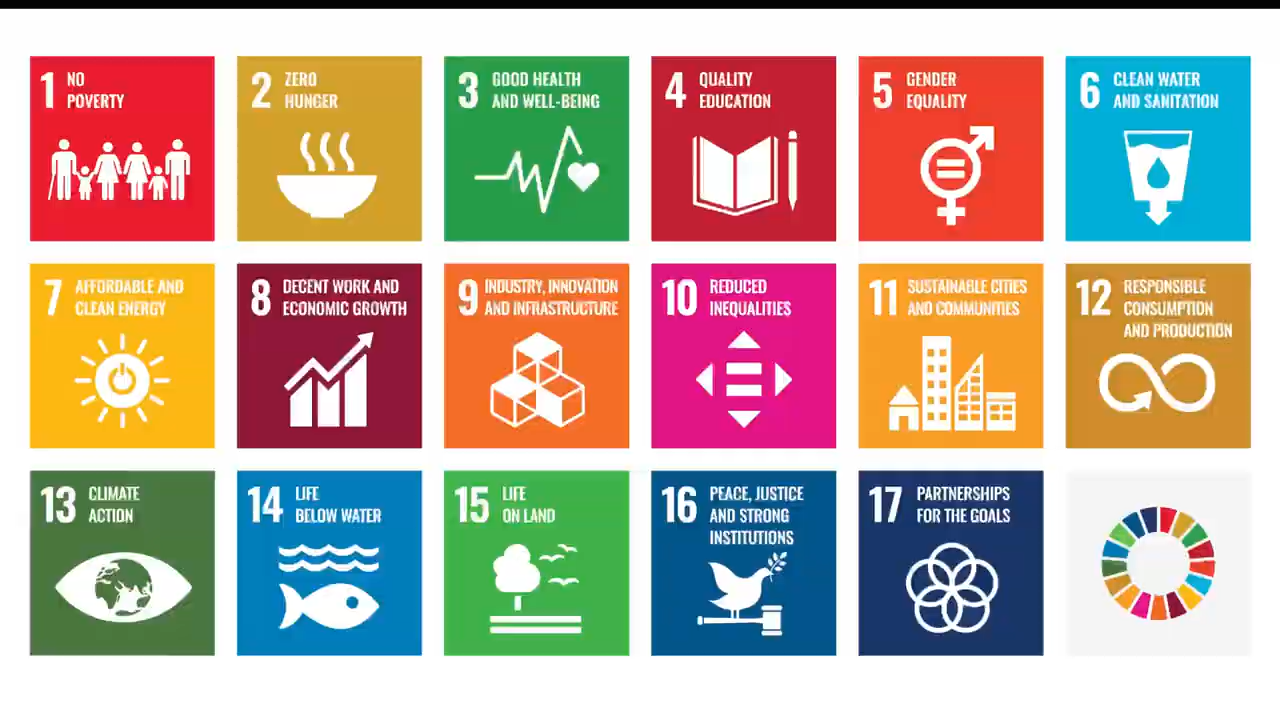 1 NO
POVERTY
2 ZERO
HUNGER
3 GOOD HEALTH
AND WELL-BEING
4 QUALITY
EDUCATION
5 GENDER
EQUALITY
6 CLEAN WATER
AND SANITATION
7 AFFORDABLE AND
CLEAN ENERGY
8 DECENT WORK AND
ECONOMIC GROWTH
9 INDUSTRY, INNOVATION
AND INFRASTRUCTURE
10 REDUCED
INEQUALITIES
11 SUSTAINABLE CITIES
AND COMMUNITIES
12 RESPONSIBLE
CONSUMPTION
AND PRODUCTION
13 CLIMATE
ACTION
14 LIFE
BELOW WATER
15 LIFE
ON LAND
16 PEACE, JUSTICE
AND STRONG
INSTITUTIONS
17 PARTNERSHIPS
FOR THE GOALS